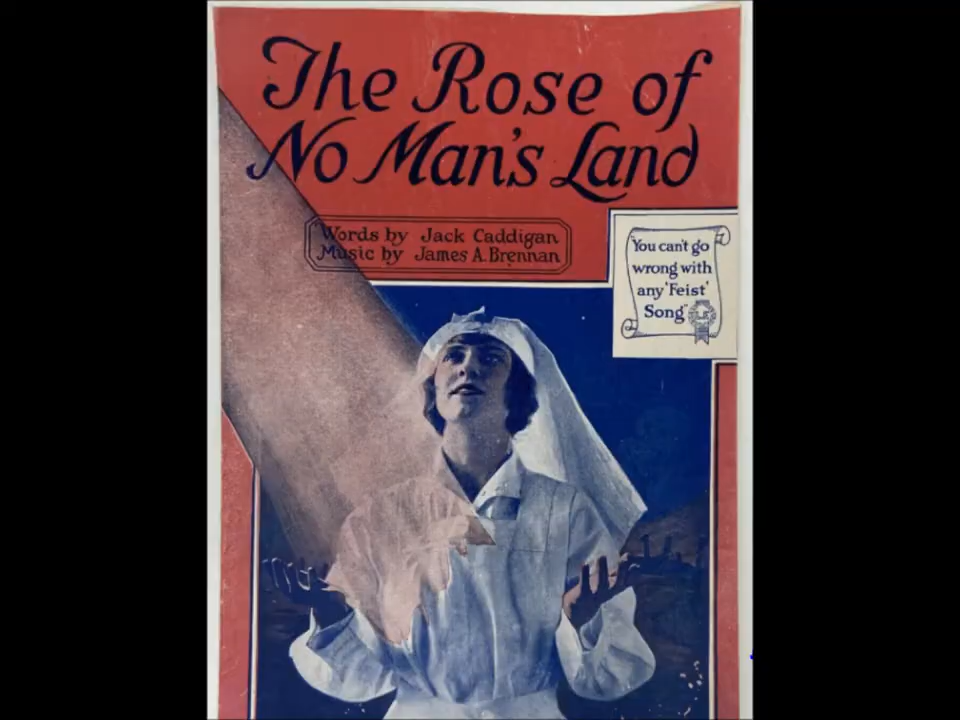 The Rose of
No Man's Land
Words by Jack Caddigan
Music by James A. Brennan
"You can't go
wrong with
any 'Feist'
Song"